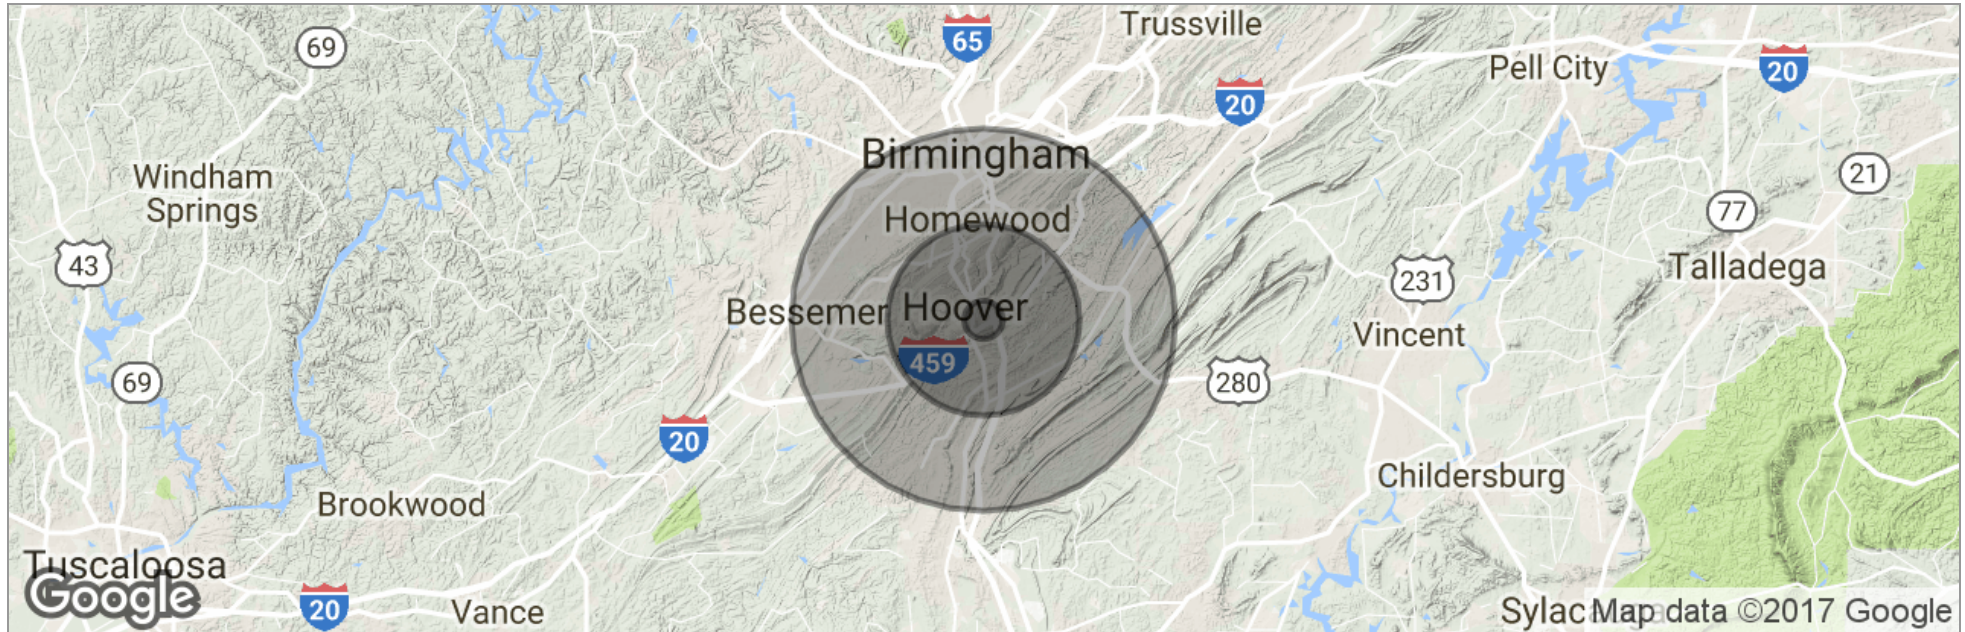 Trussville
65
69
Pell City
20
20
Birmingham
Windham
Springs
21
77
Homewood
43
Talladega
231
Bessemer
Hoover
Vincent
459
69
280
20
Childersburg
Brookwood
Tuscaloosa
Google
20
Vance
Sylac
Map data ©2017 Google